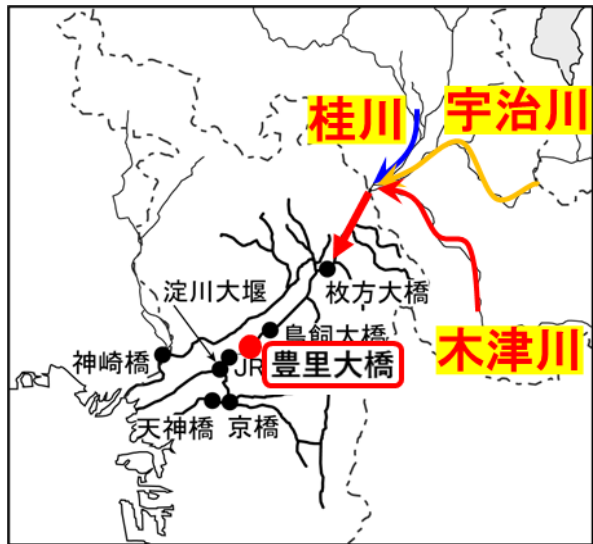 桂川
宇治川
淀川大堰
枚方大橋
鳥飼大橋
木津川
神崎橋
JR
豊里大橋
天神橋
京橋